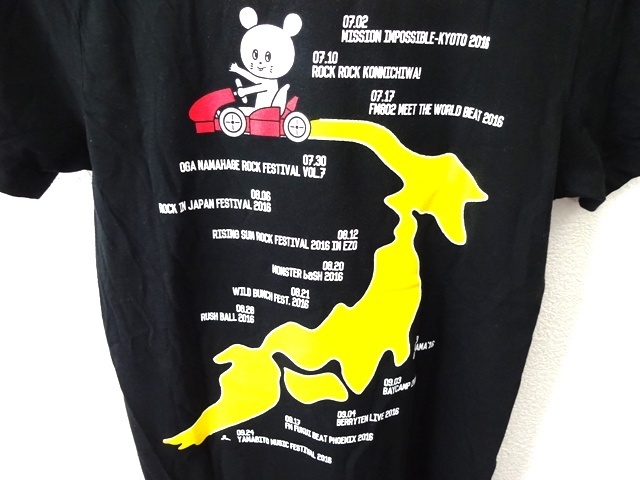 07.02
MISSION IMPOSSIBLE-KYOTO 2016
07.10
ROCK ROCK KONNICHIWA!
07.17
FM802 MEET THE WORLD BEAT 2016
07.30
OGA NAMAHAGE ROCK FESTIVAL VOL.7
08.06
ROCK IN JAPAN FESTIVAL 2016
08.12
RISING SUN ROCK FESTIVAL 2016 IN EZO
08.20
MONSTER baSH 2016
08.21
WILD BUNCH FEST. 2016
08.28
RUSH BALL 2016
09.03
BAYCAMP
09.04
BERRYTEN LIVE 2016
09.17
FM FUKUI BEAT PHOENIX 2016
09.24
YAMABITO MUSIC FESTIVAL 2016